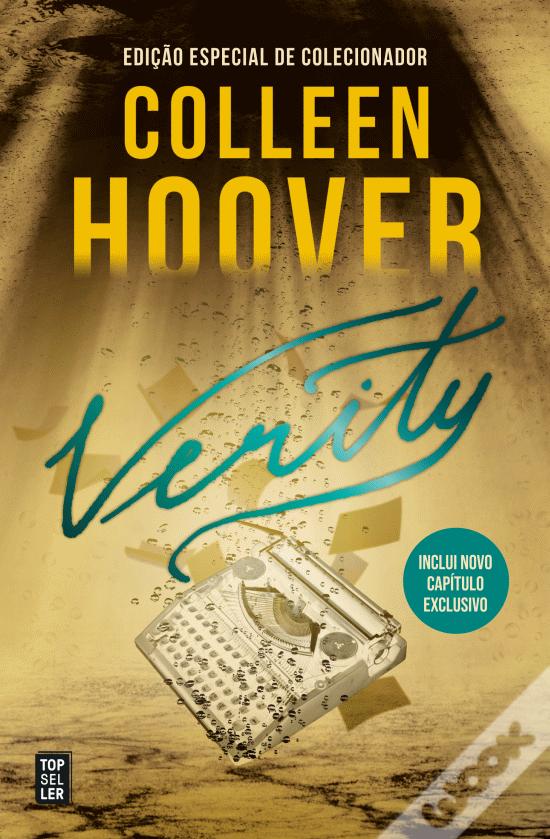 EDIÇÃO ESPECIAL DE COLECIONADOR
COLLEEN
HOOVER
Verity
INCLUI NOVO
CAPÍTULO
EXCLUSIVO
TOP
SEL
LER